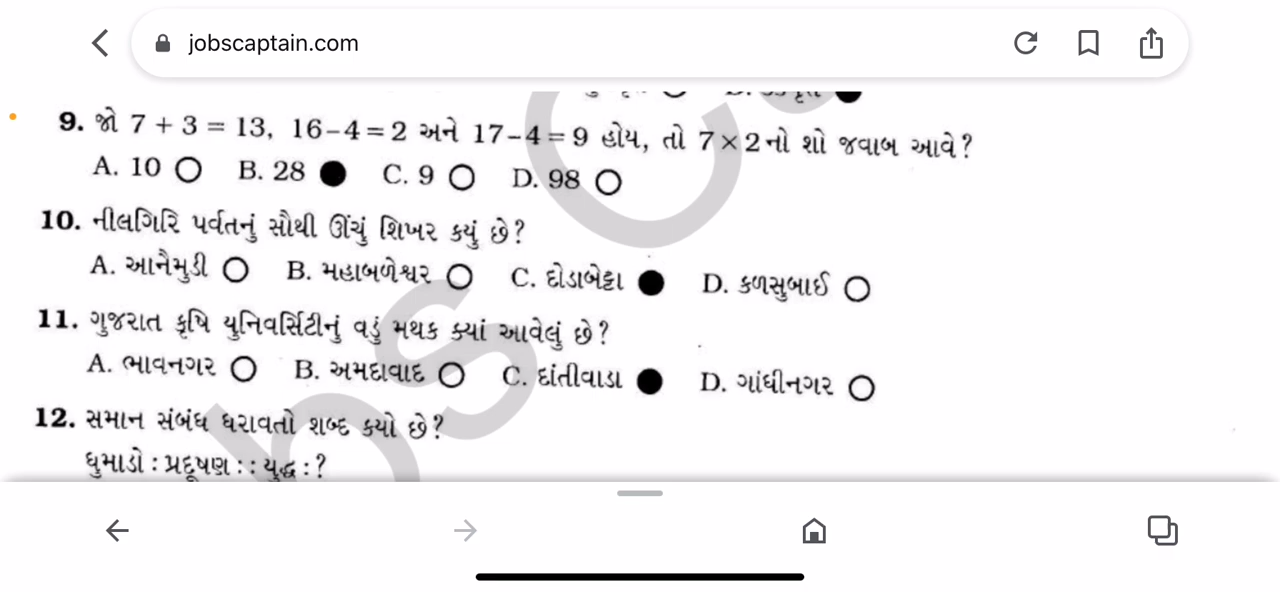 jobscaptain.com
9. જો 7 + 3 = 13, 16 – 4 = 2 અને 17 – 4 = 9 હોય, તો 7 × 2 નો શો જવાબ આવે?
A. 10 B. 28 C. 9 D. 98
10. નીલગિરિ પર્વતનું સૌથી ઊંચું શિખર કયું છે?
A. આનૈમુડી B. મહાબળેશ્વર C. દોડાબેટ્ટા D. કળસુબાઈ
11. ગુજરાત કૃષિ યુનિવર્સિટીનું વડું મથક ક્યાં આવેલું છે?
A. ભાવનગર B. અમદાવાદ C. દાંતીવાડા D. ગાંધીનગર
12. સમાન સંબંધ ધરાવતો શબ્દ કયો છે?
ધુમાડો : પ્રદૂષણ : : યુદ્ધ : ?